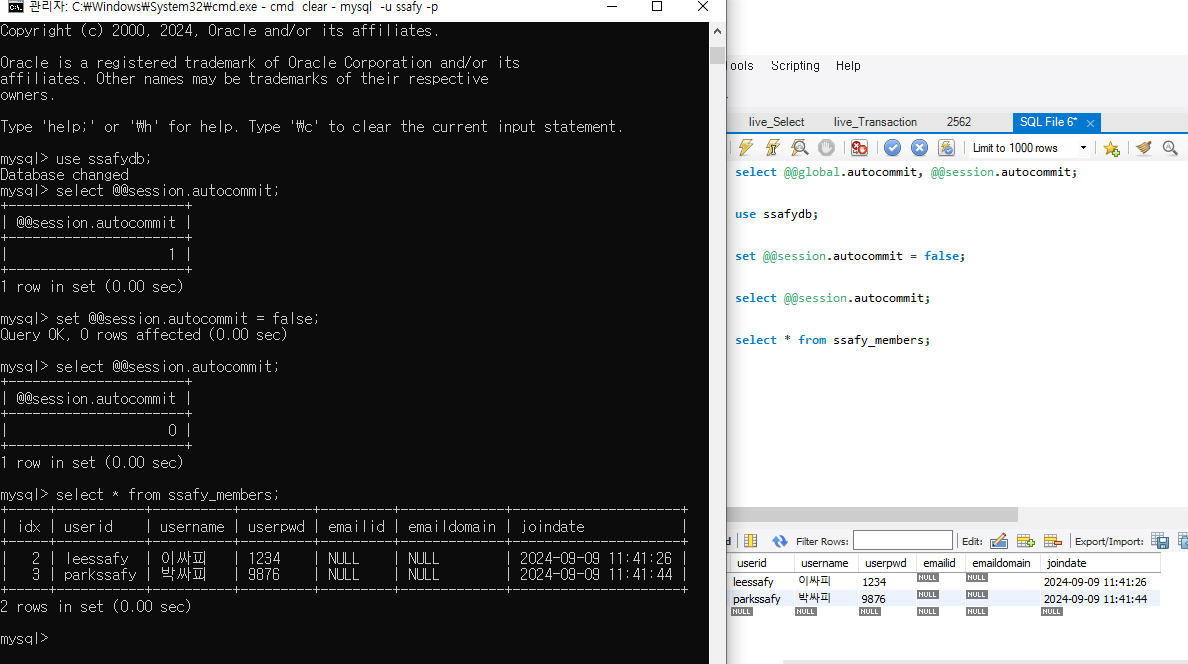 관리자: C:₩Windows₩System32₩cmd.exe - cmd clear - mysql -u ssafy -p
Copyright (c) 2000, 2024, Oracle and/or its affiliates.
Oracle is a registered trademark of Oracle Corporation and/or its
affiliates. Other names may be trademarks of their respective
owners.
Type 'help;' or '₩h' for help. Type '₩c' to clear the current input statement.
mysql> use ssafydb;
Database changed
mysql> select @@session.autocommit;
+----------------------+
| @@session.autocommit |
+----------------------+
|                    1 |
+----------------------+
1 row in set (0.00 sec)
mysql> set @@session.autocommit = false;
Query OK, 0 rows affected (0.00 sec)
mysql> select @@session.autocommit;
+----------------------+
| @@session.autocommit |
+----------------------+
|                    0 |
+----------------------+
1 row in set (0.00 sec)
mysql> select * from ssafy_members;
+-----+-----------+----------+---------+---------+-------------+---------------------+
| idx | userid    | username | userpwd | emailid | emaildomain | joindate            |
+-----+-----------+----------+---------+---------+-------------+---------------------+
|   2 | leessafy  | 이싸피   | 1234    | NULL    | NULL        | 2024-09-09 11:41:26 |
|   3 | parkssafy | 박싸피   | 9876    | NULL    | NULL        | 2024-09-09 11:41:44 |
+-----+-----------+----------+---------+---------+-------------+---------------------+
2 rows in set (0.00 sec)
mysql>
ools Scripting Help
live_Select live_Transaction 2562 SQL File 6*
Limit to 1000 rows
select @@global.autocommit, @@session.autocommit;
use ssafydb;
set @@session.autocommit = false;
select @@session.autocommit;
select * from ssafy_members;
d Filter Rows: Edit: Export/Import:
userid username userpwd emailid emaildomain joindate
leessafy 이싸피 1234 NULL NULL 2024-09-09 11:41:26
parkssafy 박싸피 9876 NULL NULL 2024-09-09 11:41:44
NULL NULL NULL NULL NULL NULL